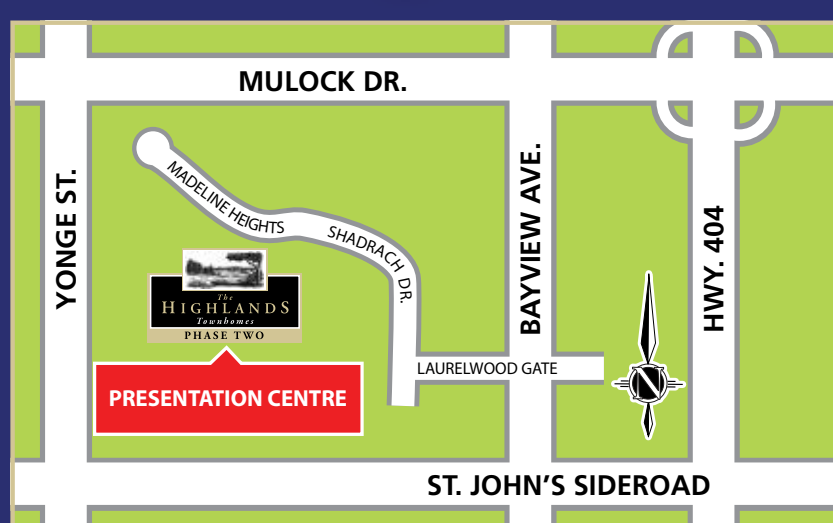 MULOCK DR.
YONGE ST.
MADELINE HEIGHTS
SHADRACH DR.
BAYVIEW AVE.
HWY. 404
The
HIGHLANDS
Townhomes
PHASE TWO
PRESENTATION CENTRE
LAURELWOOD GATE
N
ST. JOHN'S SIDEROAD